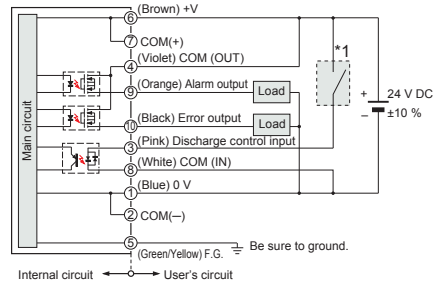 (Brown) +V
⑥
⑦ COM(+)
(Violet) COM (OUT)
④
*1
(Orange) Alarm output
⑨
Load
+ 24 V DC
− ±10 %
(Black) Error output
⑩
Load
(Pink) Discharge control input
③
(White) COM (IN)
⑧
(Blue) 0 V
①
② COM(−)
⑤
(Green/Yellow) F.G.
Be sure to ground.
Main circuit
Internal circuit
User's circuit